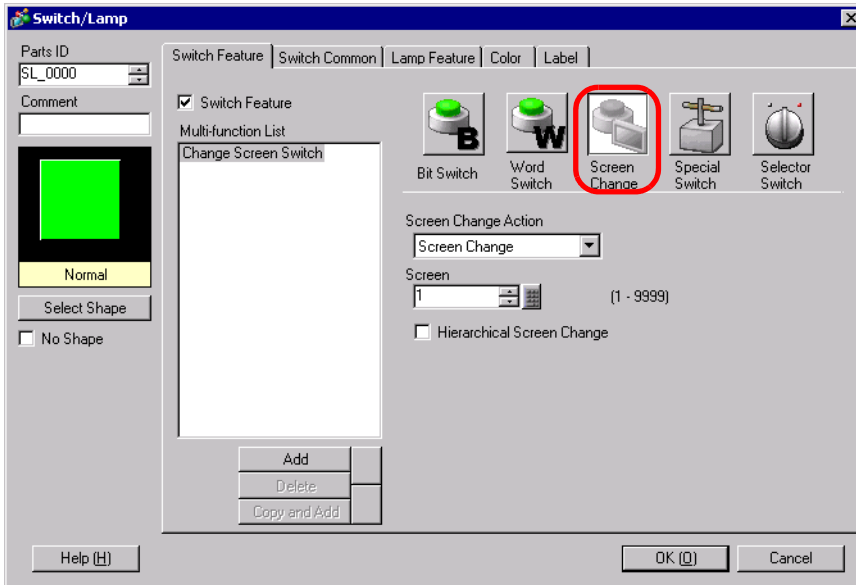 Switch/Lamp
Parts ID
SL_0000
Comment
Normal
Select Shape
No Shape
Switch Feature
Switch Common
Lamp Feature
Color
Label
Switch Feature
Multi-function List
Change Screen Switch
Add
Delete
Copy and Add
B
Bit Switch
W
Word
Switch
Screen
Change
Special
Switch
Selector
Switch
Screen Change Action
Screen Change
Screen
1
(1 - 9999)
Hierarchical Screen Change
Help (H)
OK (O)
Cancel